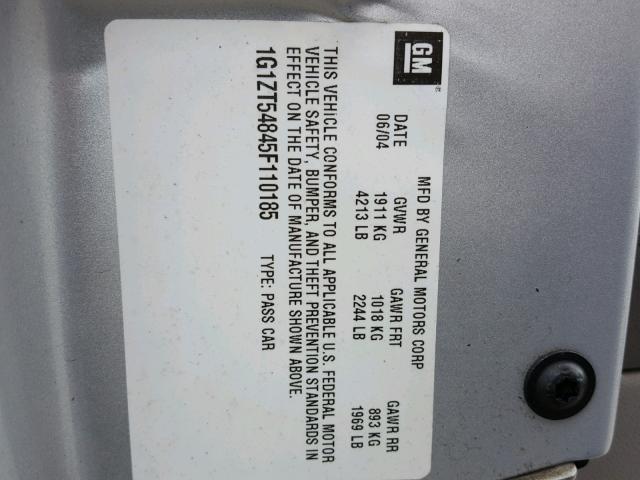 GM
MFD BY GENERAL MOTORS CORP
DATE GVWR GAWR FRT GAWR RR
06/04 1911 KG 1018 KG 893 KG
4213 LB 2244 LB 1969 LB
THIS VEHICLE CONFORMS TO ALL APPLICABLE U.S. FEDERAL MOTOR
VEHICLE SAFETY, BUMPER, AND THEFT PREVENTION STANDARDS IN
EFFECT ON THE DATE OF MANUFACTURE SHOWN ABOVE.
1G1ZT54845F110185 TYPE: PASS CAR